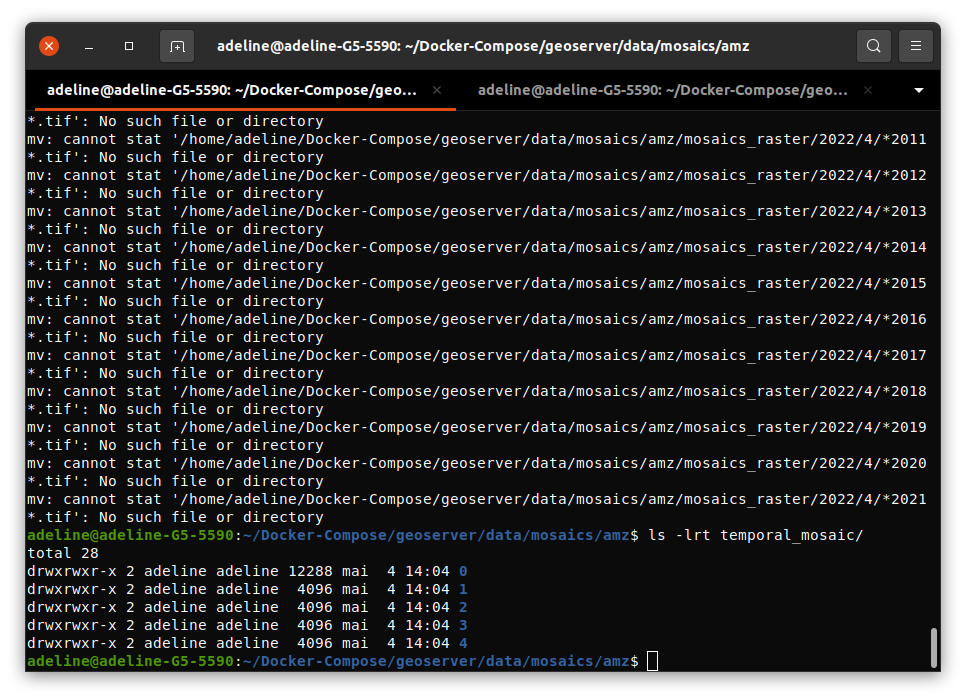 adeline@adeline-G5-5590: ~/Docker-Compose/geoserver/data/mosaics/amz
adeline@adeline-G5-5590: ~/Docker-Compose/geo... × adeline@adeline-G5-5590: ~/Docker-Compose/geo... ×
*.tif': No such file or directory
mv: cannot stat '/home/adeline/Docker-Compose/geoserver/data/mosaics/amz/mosaics_raster/2022/4/*2011
*.tif': No such file or directory
mv: cannot stat '/home/adeline/Docker-Compose/geoserver/data/mosaics/amz/mosaics_raster/2022/4/*2012
*.tif': No such file or directory
mv: cannot stat '/home/adeline/Docker-Compose/geoserver/data/mosaics/amz/mosaics_raster/2022/4/*2013
*.tif': No such file or directory
mv: cannot stat '/home/adeline/Docker-Compose/geoserver/data/mosaics/amz/mosaics_raster/2022/4/*2014
*.tif': No such file or directory
mv: cannot stat '/home/adeline/Docker-Compose/geoserver/data/mosaics/amz/mosaics_raster/2022/4/*2015
*.tif': No such file or directory
mv: cannot stat '/home/adeline/Docker-Compose/geoserver/data/mosaics/amz/mosaics_raster/2022/4/*2016
*.tif': No such file or directory
mv: cannot stat '/home/adeline/Docker-Compose/geoserver/data/mosaics/amz/mosaics_raster/2022/4/*2017
*.tif': No such file or directory
mv: cannot stat '/home/adeline/Docker-Compose/geoserver/data/mosaics/amz/mosaics_raster/2022/4/*2018
*.tif': No such file or directory
mv: cannot stat '/home/adeline/Docker-Compose/geoserver/data/mosaics/amz/mosaics_raster/2022/4/*2019
*.tif': No such file or directory
mv: cannot stat '/home/adeline/Docker-Compose/geoserver/data/mosaics/amz/mosaics_raster/2022/4/*2020
*.tif': No such file or directory
mv: cannot stat '/home/adeline/Docker-Compose/geoserver/data/mosaics/amz/mosaics_raster/2022/4/*2021
*.tif': No such file or directory
adeline@adeline-G5-5590:~/Docker-Compose/geoserver/data/mosaics/amz$ ls -lrt temporal_mosaic/
total 28
drwxrwxr-x 2 adeline adeline 12288 mai  4 14:04 0
drwxrwxr-x 2 adeline adeline  4096 mai  4 14:04 1
drwxrwxr-x 2 adeline adeline  4096 mai  4 14:04 2
drwxrwxr-x 2 adeline adeline  4096 mai  4 14:04 3
drwxrwxr-x 2 adeline adeline  4096 mai  4 14:04 4
adeline@adeline-G5-5590:~/Docker-Compose/geoserver/data/mosaics/amz$